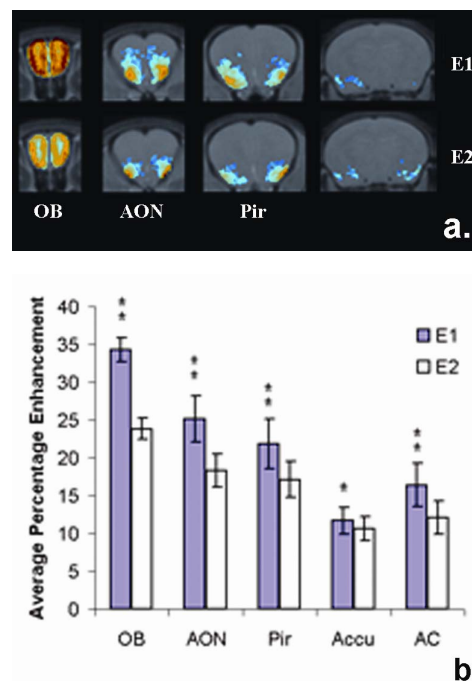 E1
E2
OB AON Pir
a.
40
35
30
25
20
15
10
5
0
Average Percentage Enhancement
**
**
**
*
**
E1
E2
OB AON Pir Accu AC
b